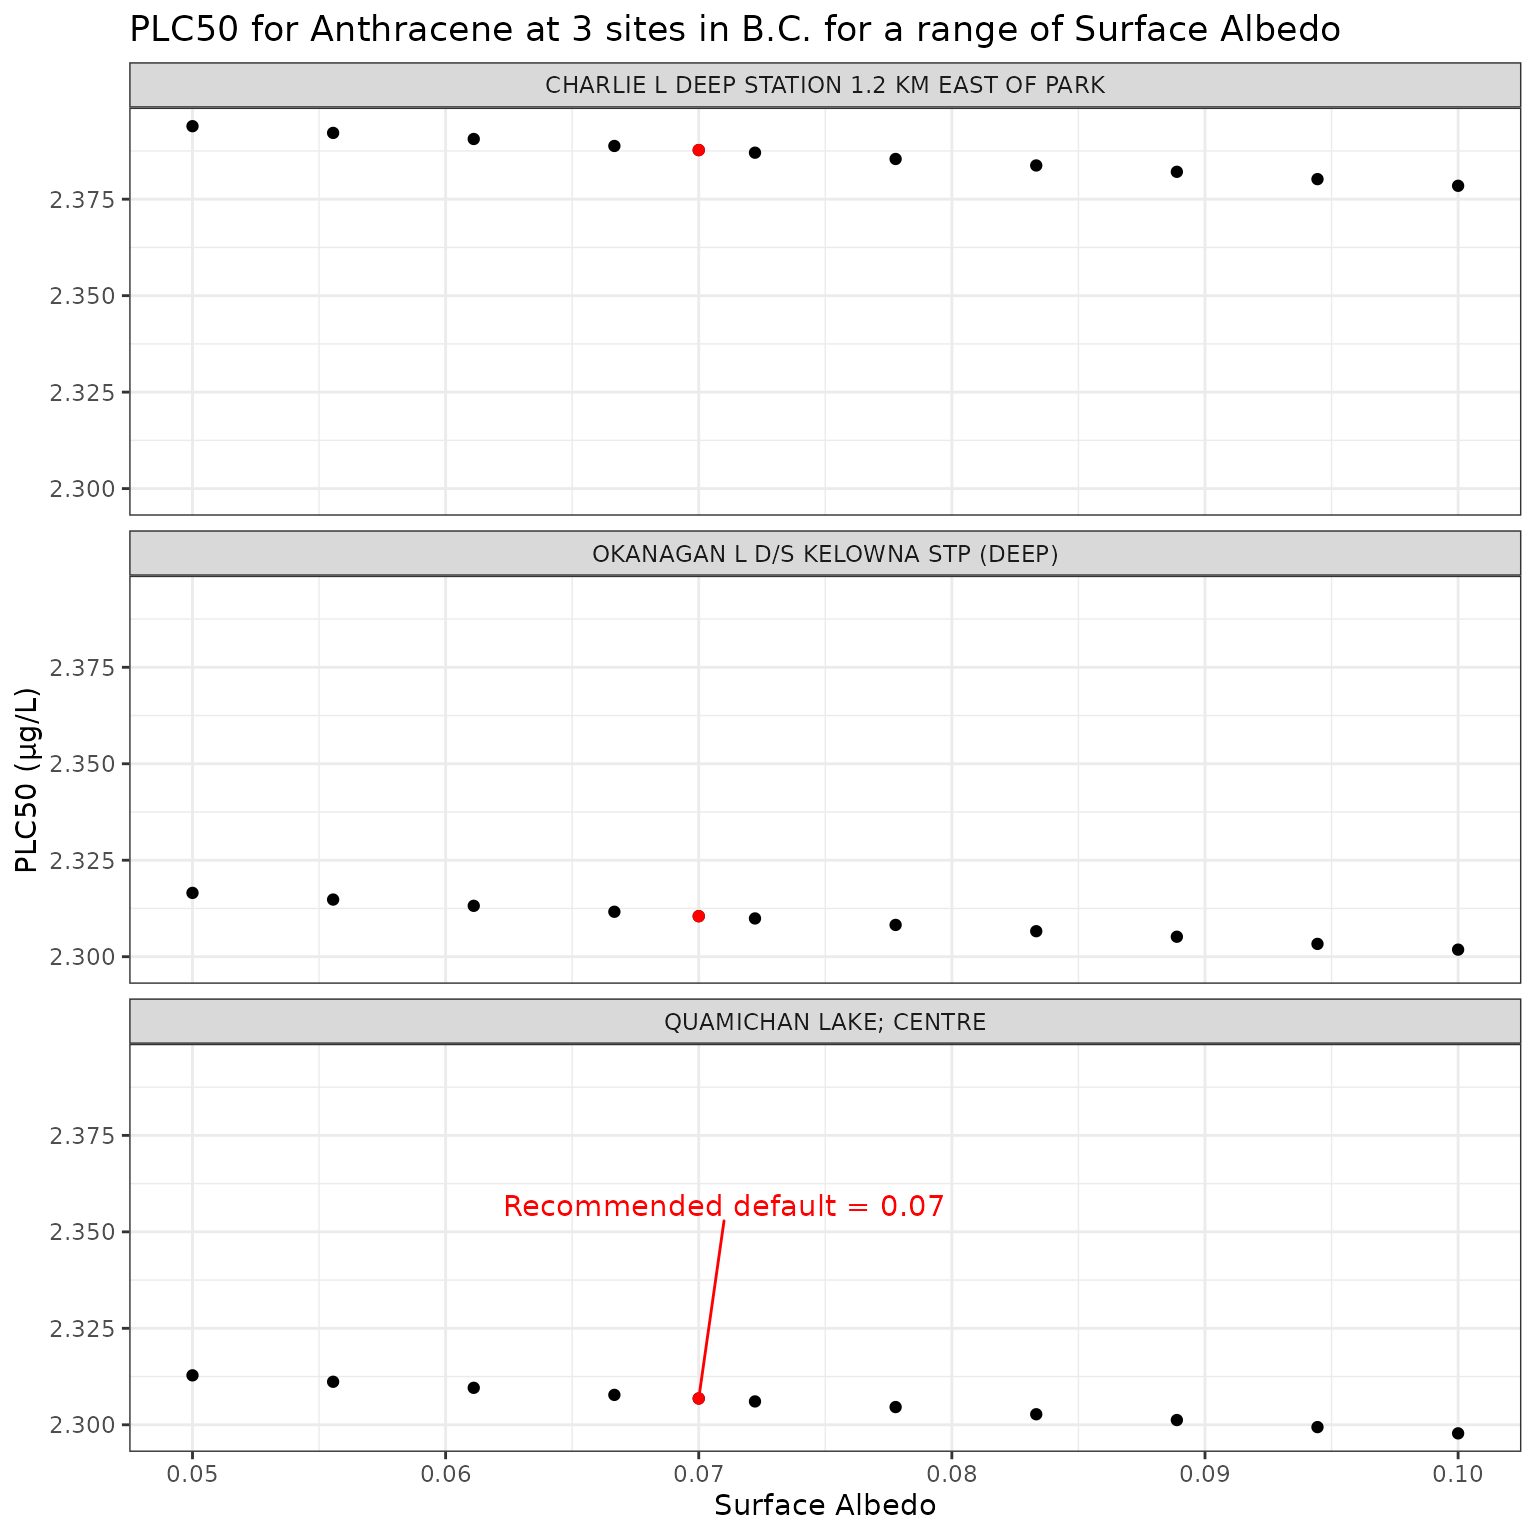 PLC50 for Anthracene at 3 sites in B.C. for a range of Surface Albedo
CHARLIE L DEEP STATION 1.2 KM EAST OF PARK
2.375
2.350
2.325
2.300
OKANAGAN L D/S KELOWNA STP (DEEP)
2.375
2.350
2.325
2.300
PLC50 (µg/L)
QUAMICHAN LAKE; CENTRE
2.375
Recommended default = 0.07
2.350
2.325
2.300
0.05 0.06 0.07 0.08 0.09 0.10
Surface Albedo